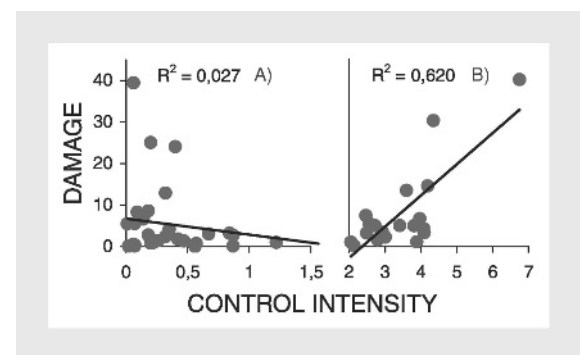 R² = 0,027 A)
R² = 0,620 B)
DAMAGE
40
30
20
10
0
0 0,5 1 1,5
2 3 4 5 6 7
CONTROL INTENSITY